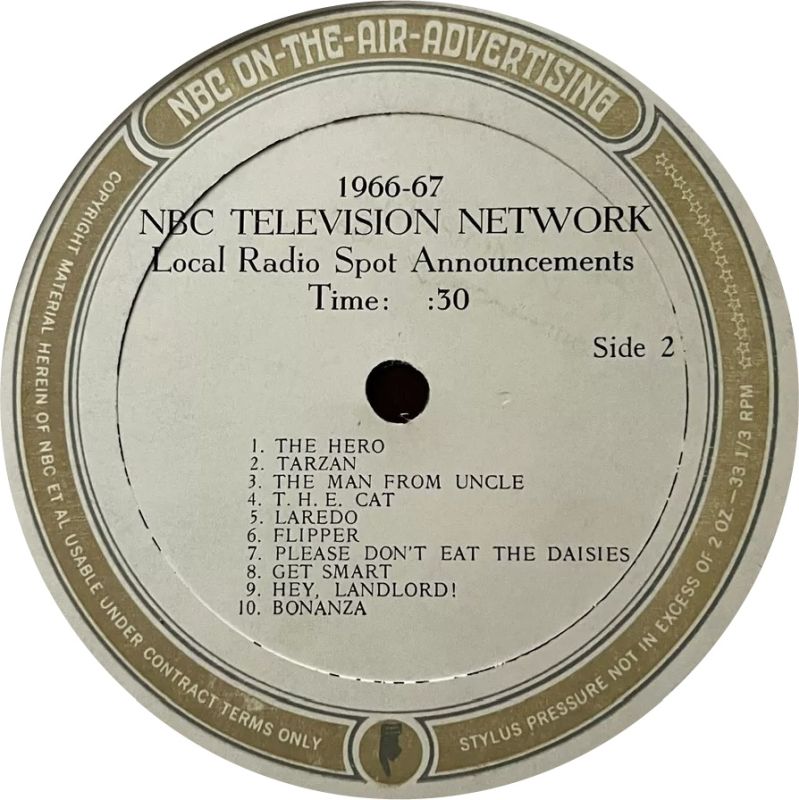 NBC ON-THE-AIR-ADVERTISING
1966-67
NBC TELEVISION NETWORK
Local Radio Spot Announcements
Time: :30
Side 2
1. THE HERO
2. TARZAN
3. THE MAN FROM UNCLE
4. T. H. E. CAT
5. LAREDO
6. FLIPPER
7. PLEASE DON'T EAT THE DAISIES
8. GET SMART
9. HEY, LANDLORD!
10. BONANZA
COPYRIGHT MATERIAL HEREIN OF NBC ET AL USABLE UNDER CONTRACT TERMS ONLY
STYLUS PRESSURE NOT IN EXCESS OF 2 OZ.—33 1/3 RPM